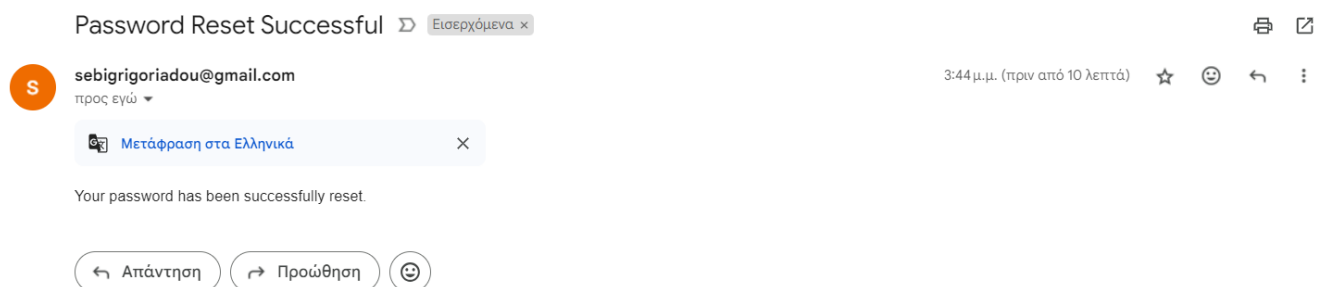 Password Reset Successful Εισερχόμενα ×
sebigrigoriadou@gmail.com 3:44 μ.μ. (πριν από 10 λεπτά)
S
προς εγώ
Μετάφραση στα Ελληνικά
Your password has been successfully reset.
Απάντηση Προώθηση